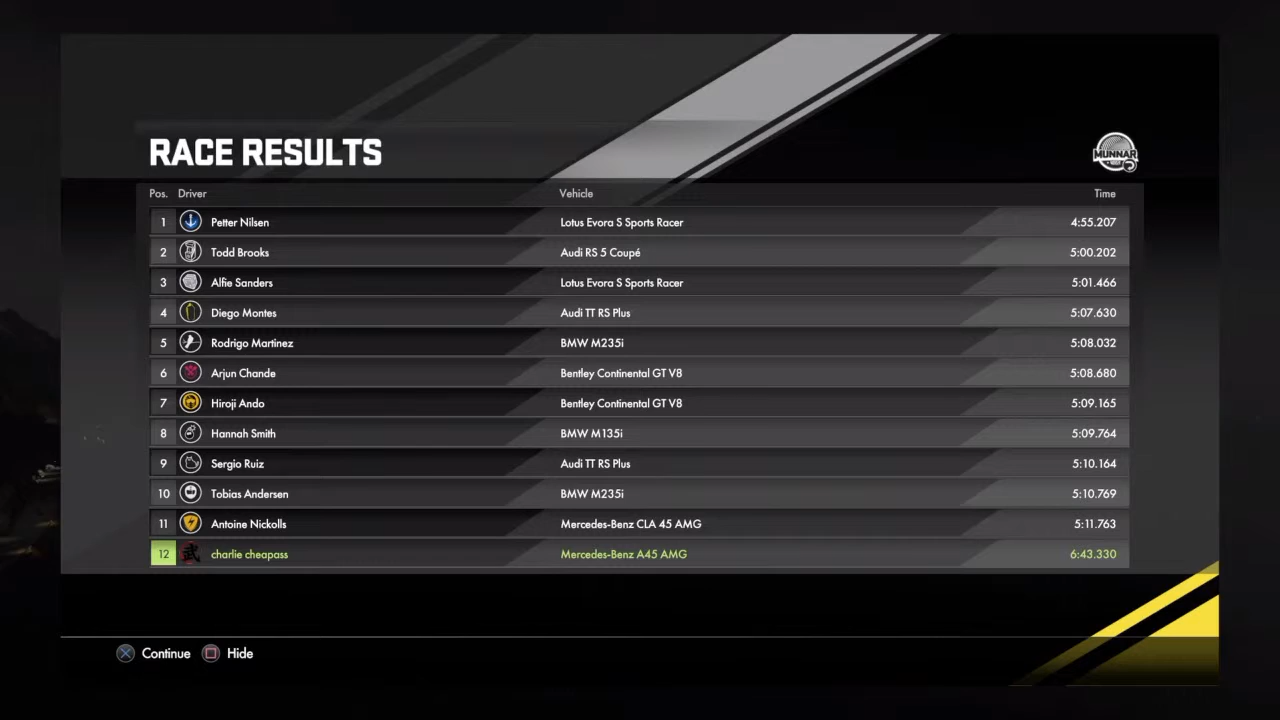 RACE RESULTS
MUNNAR
Pos. Driver Vehicle Time
1 Petter Nilsen Lotus Evora S Sports Racer 4:55.207
2 Todd Brooks Audi RS 5 Coupé 5:00.202
3 Alfie Sanders Lotus Evora S Sports Racer 5:01.466
4 Diego Montes Audi TT RS Plus 5:07.630
5 Rodrigo Martinez BMW M235i 5:08.032
6 Arjun Chande Bentley Continental GT V8 5:08.680
7 Hiroji Ando Bentley Continental GT V8 5:09.165
8 Hannah Smith BMW M135i 5:09.764
9 Sergio Ruiz Audi TT RS Plus 5:10.164
10 Tobias Andersen BMW M235i 5:10.769
11 Antoine Nickolls Mercedes-Benz CLA 45 AMG 5:11.763
12 武 charlie cheapass Mercedes-Benz A45 AMG 6:43.330
Continue Hide